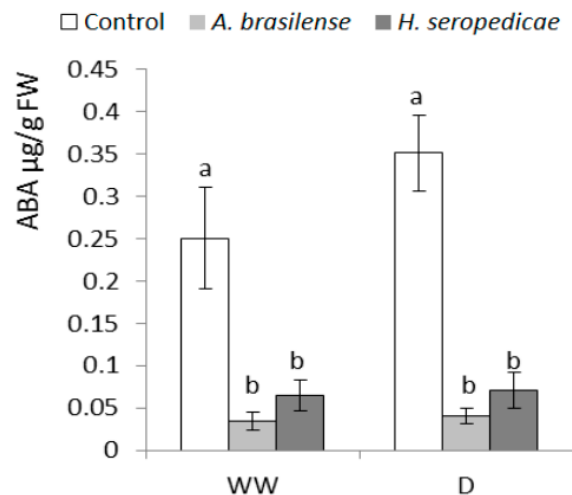 Control A. brasilense H. seropedicae
ABA µg/g FW
0.45
0.4
0.35
0.3
0.25
0.2
0.15
0.1
0.05
0
a
b
b
a
b
b
WW
D